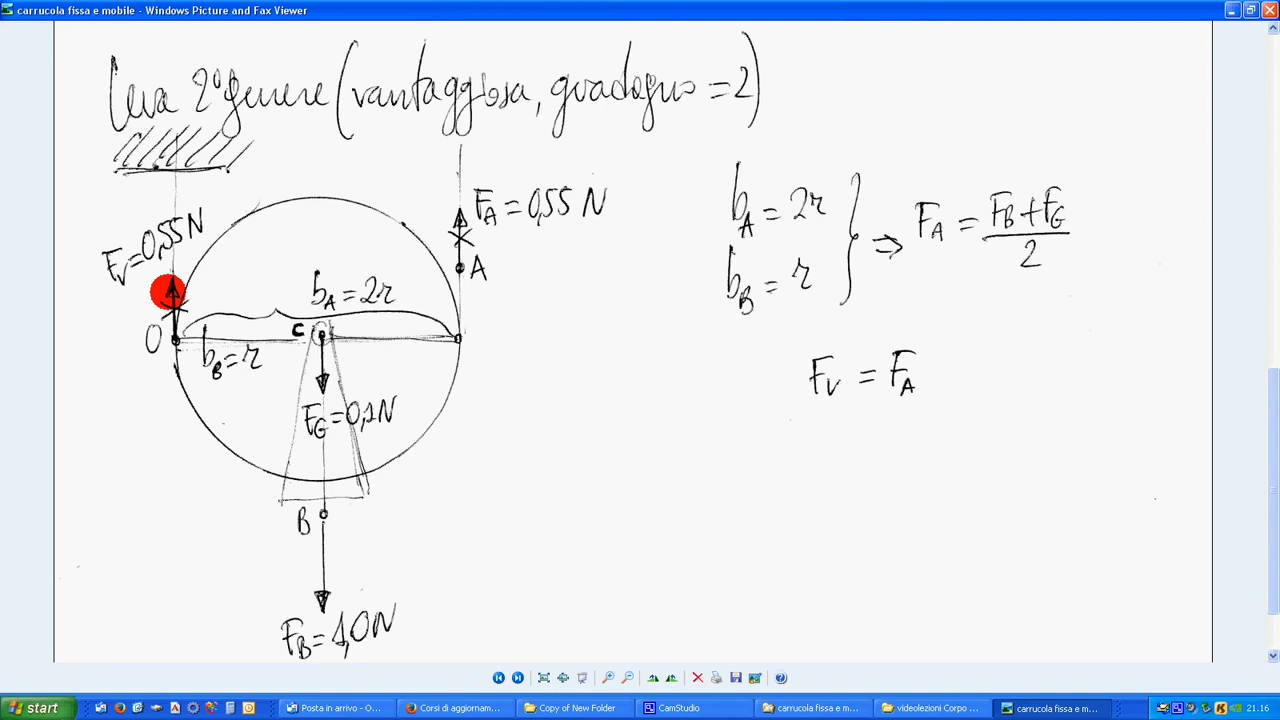 carrucola fissa e mobile - Windows Picture and Fax Viewer
Leva 2° genere (vantaggiosa, guadagno = 2)
F_V = 0,55 N
F_A = 0,55 N
A
b_A = 2r
b_B = r
} ⇒ F_A = (F_B + F_G) / 2
b_A = 2r
O
C
b_B = r
F_V = F_A
F_G = 0,1N
B
F_B = 1,0N
start
Posta in arrivo - O...
Corsi di aggiornam...
Copy of New Folder
CamStudio
carrucola fissa e m...
videolezioni Corpo ...
carrucola fissa e m...
21.16